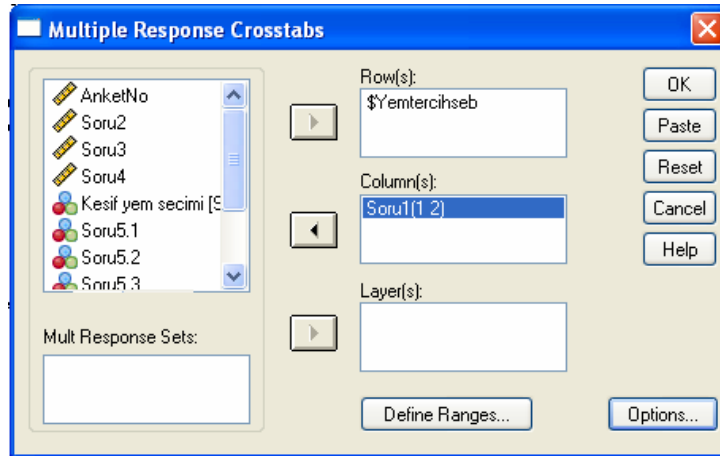 Multiple Response Crosstabs
AnketNo
Soru2
Soru3
Soru4
Kesif yem secimi [S
Soru5.1
Soru5.2
Soru5.3
Mult Response Sets:
Row(s):
$Yemtercihseb
Column(s):
Soru1(1 2)
Layer(s):
Define Ranges...
OK
Paste
Reset
Cancel
Help
Options...